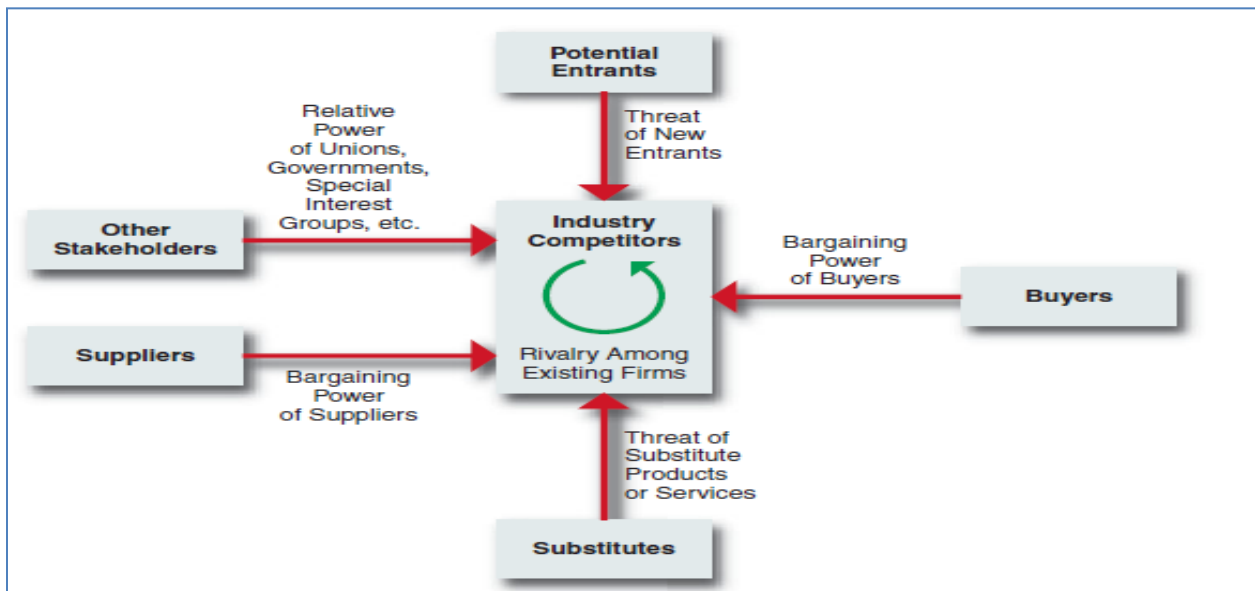 Potential
Entrants
Threat
of New
Entrants
Relative
Power
of Unions,
Governments,
Special
Interest
Groups, etc.
Other
Stakeholders
Industry
Competitors
Rivalry Among
Existing Firms
Bargaining
Power
of Buyers
Buyers
Suppliers
Bargaining
Power
of Suppliers
Threat of
Substitute
Products
or Services
Substitutes